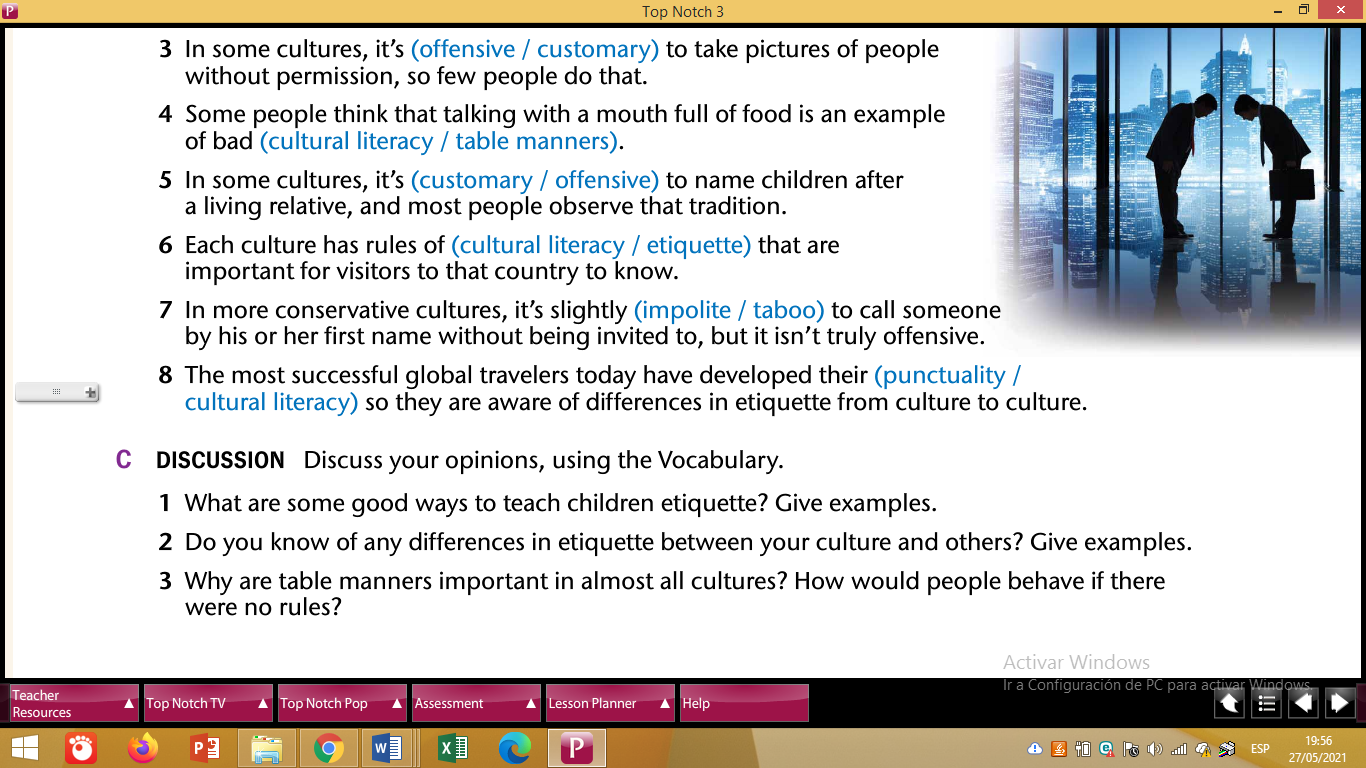 Top Notch 3
3 In some cultures, it's (offensive / customary) to take pictures of people
without permission, so few people do that.
4 Some people think that talking with a mouth full of food is an example
of bad (cultural literacy / table manners).
5 In some cultures, it's (customary / offensive) to name children after
a living relative, and most people observe that tradition.
6 Each culture has rules of (cultural literacy / etiquette) that are
important for visitors to that country to know.
7 In more conservative cultures, it's slightly (impolite / taboo) to call someone
by his or her first name without being invited to, but it isn't truly offensive.
8 The most successful global travelers today have developed their (punctuality /
cultural literacy) so they are aware of differences in etiquette from culture to culture.
C DISCUSSION Discuss your opinions, using the Vocabulary.
1 What are some good ways to teach children etiquette? Give examples.
2 Do you know of any differences in etiquette between your culture and others? Give examples.
3 Why are table manners important in almost all cultures? How would people behave if there
were no rules?
Activar Windows
Ir a Configuración de PC para activar Windows.
Teacher
Resources
Top Notch TV
Top Notch Pop
Assessment
Lesson Planner
Help
ESP
19:56
27/05/2021